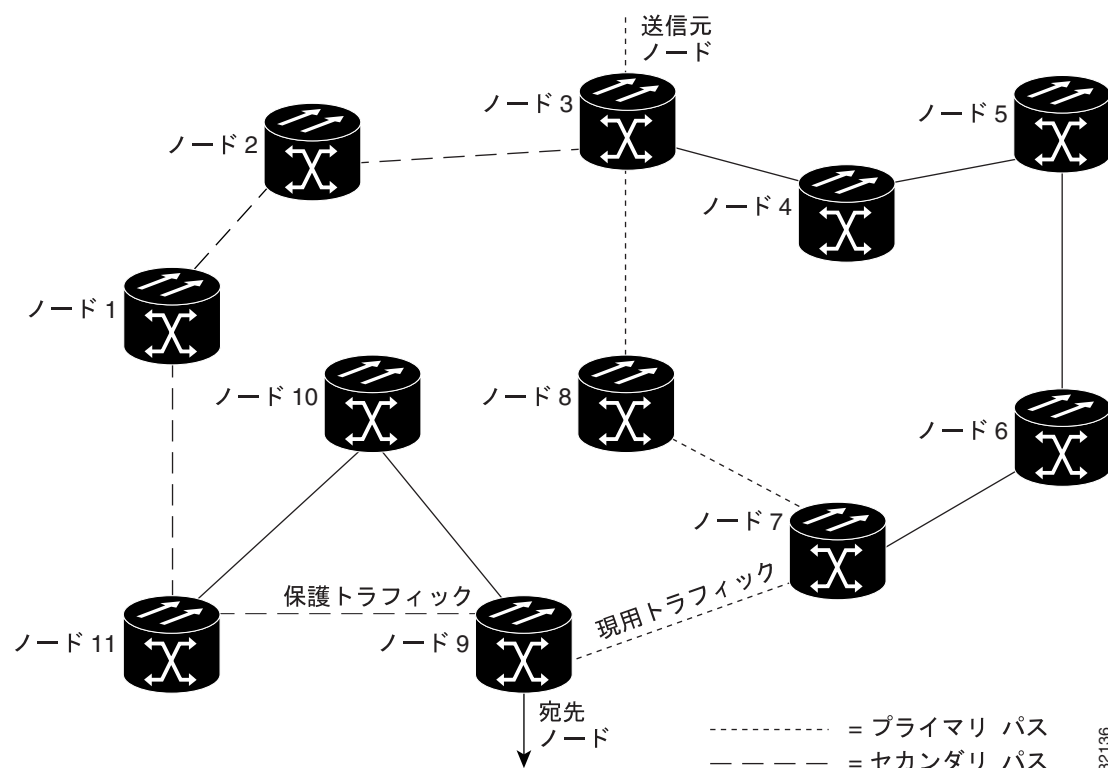 送信元
ノード
ノード 3
ノード 5
ノード 2
ノード 4
ノード 1
ノード 10
ノード 8
ノード 6
ノード 7
保護トラフィック
現用トラフィック
ノード 11
ノード 9
宛先
ノード
= プライマリ パス
= セカンダリ パス